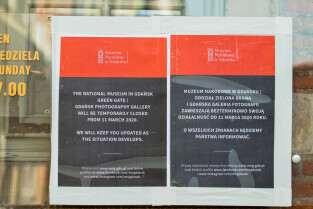 NIEDZIELA
SUNDAY
7.00
Muzeum
Narodowe
w Gdańsku
THE NATIONAL MUSEUM IN GDAŃSK
GREEN GATE /
GDAŃSK PHOTOGRAPHY GALLERY
WILL BE TEMPORARILY CLOSED
FROM 11 MARCH 2020.
WE WILL KEEP YOU UPDATED AS
THE SITUATION DEVELOPS.
Muzeum
Narodowe
w Gdańsku
MUZEUM NARODOWE W GDAŃSKU /
ODDZIAŁ ZIELONA BRAMA
I GDAŃSKA GALERIA FOTOGRAFII
ZAWIESZAJĄ BEZTERMINOWO SWOJĄ
DZIAŁALNOŚĆ OD 11 MARCA 2020 ROKU.
O WSZELKICH ZMIANACH BĘDZIEMY
PAŃSTWA INFORMOWAĆ.